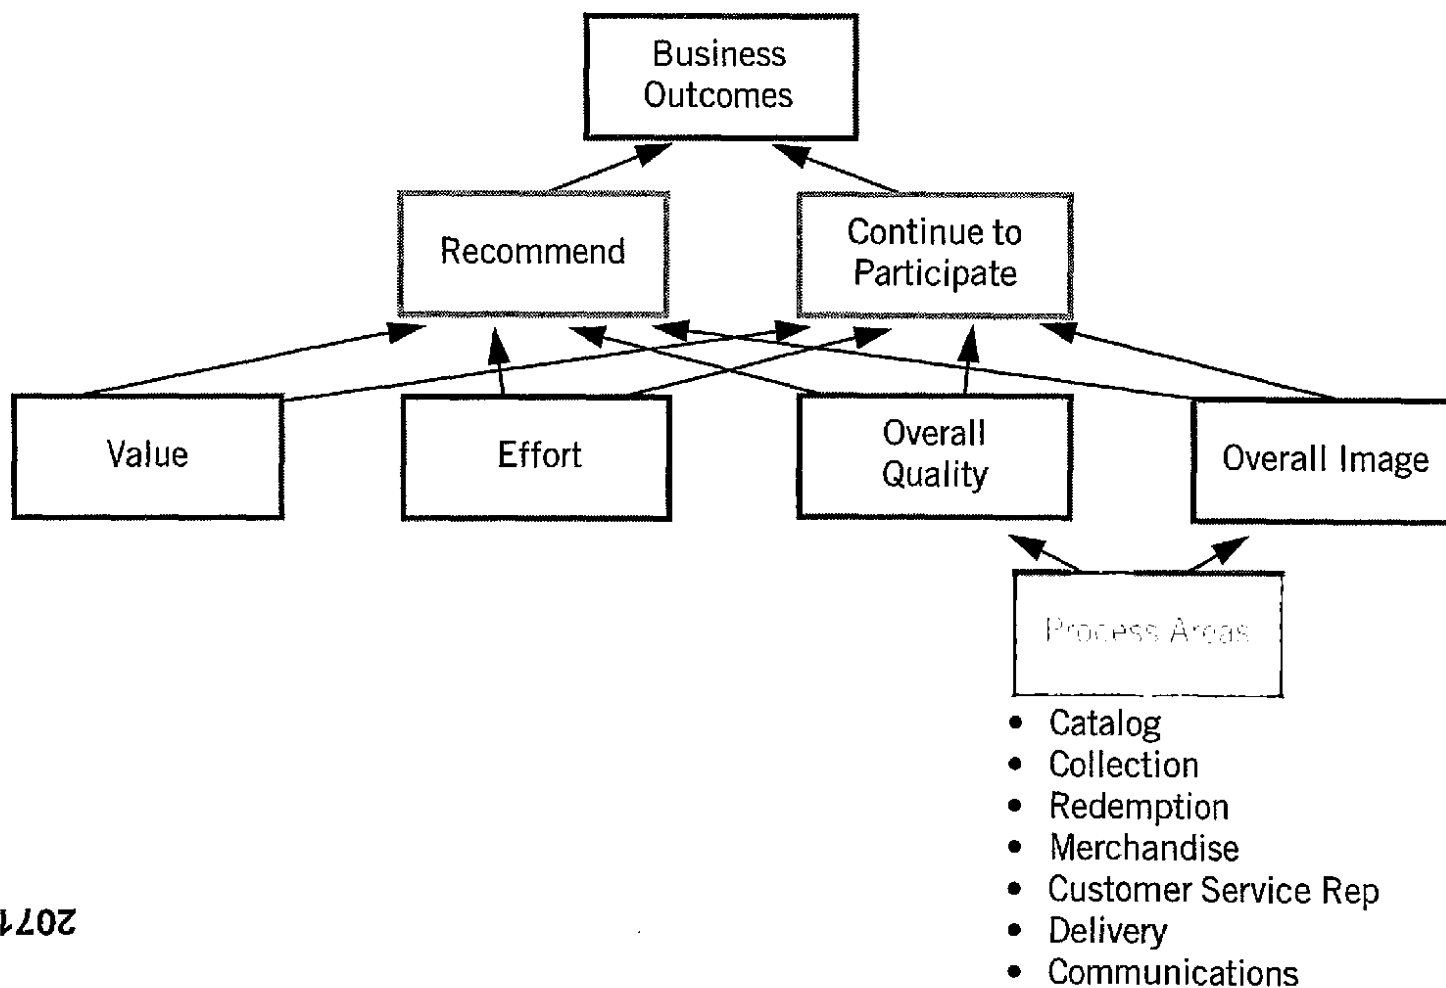 Business
Outcomes
Recommend
Continue to
Participate
Value
Effort
Overall
Quality
Overall Image
Process Areas
• Catalog
• Collection
• Redemption
• Merchandise
• Customer Service Rep
• Delivery
• Communications
2071